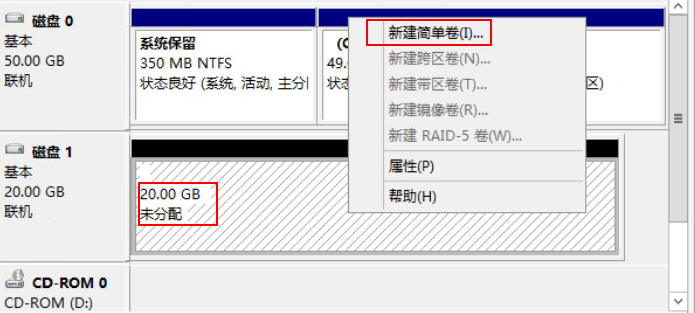 磁盘 0
基本
50.00 GB
联机
系统保留
350 MB NTFS
状态良好 (系统, 活动, 主分
(C
49.
状
区)
新建简单卷(I)...
新建跨区卷(N)...
新建带区卷(T)...
新建镜像卷(R)...
新建 RAID-5 卷(W)...
属性(P)
帮助(H)
磁盘 1
基本
20.00 GB
联机
20.00 GB
未分配
CD-ROM 0
CD-ROM (D:)